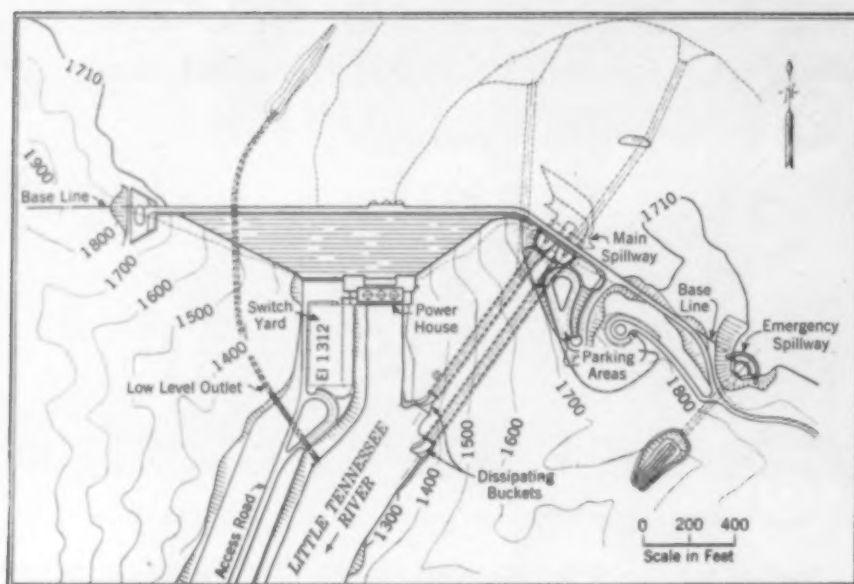 1710
1900
Base Line
1800
1700
1600
1500
1400
Low Level Outlet
Switch
Yard
El 1312
Power
House
Main
Spillway
1710
Base
Line
Emergency
Spillway
Parking
Areas
1700
1800
1600
1500
1400
1300
Dissipating
Buckets
Access Road
LITTLE TENNESSEE
RIVER
0 200 400
Scale in Feet